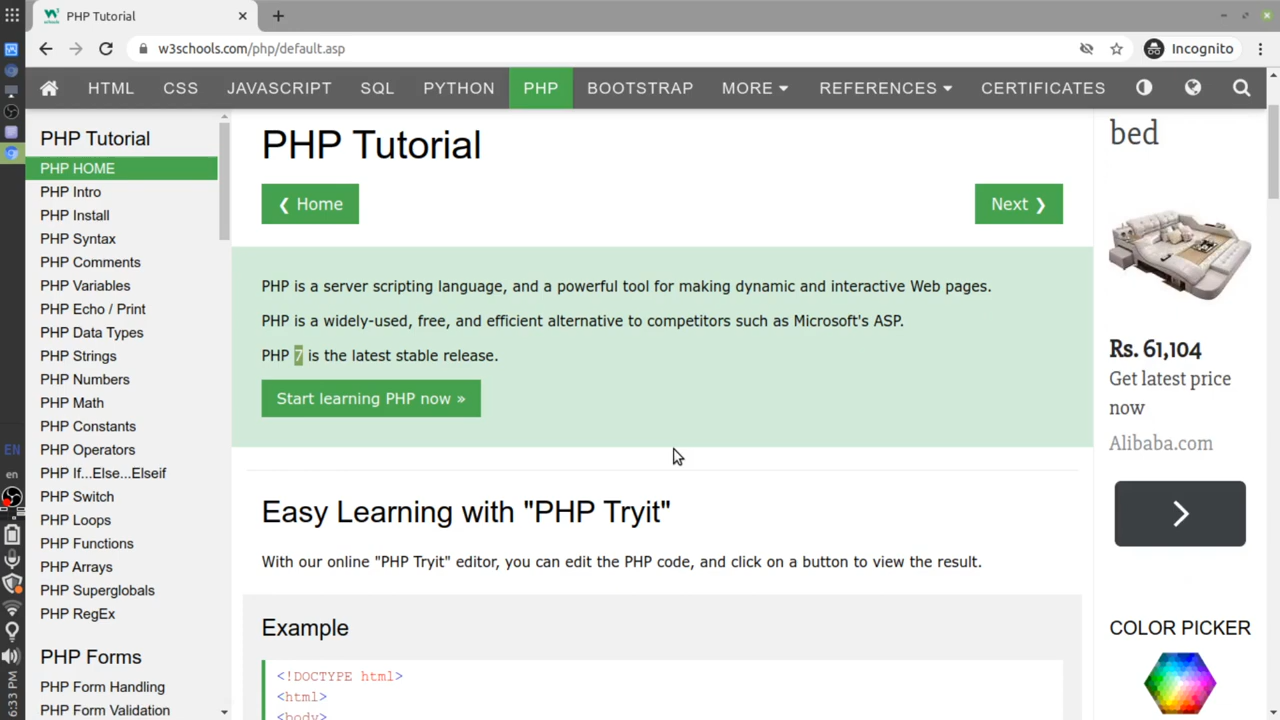 PHP Tutorial
w3schools.com/php/default.asp
Incognito
HTML CSS JAVASCRIPT SQL PYTHON PHP BOOTSTRAP MORE REFERENCES CERTIFICATES
PHP Tutorial
PHP HOME
PHP Intro
PHP Install
PHP Syntax
PHP Comments
PHP Variables
PHP Echo / Print
PHP Data Types
PHP Strings
PHP Numbers
PHP Math
PHP Constants
PHP Operators
PHP If...Else...Elseif
PHP Switch
PHP Loops
PHP Functions
PHP Arrays
PHP Superglobals
PHP RegEx
PHP Forms
PHP Form Handling
PHP Form Validation
PHP Tutorial
❮ Home
Next ❯
PHP is a server scripting language, and a powerful tool for making dynamic and interactive Web pages.
PHP is a widely-used, free, and efficient alternative to competitors such as Microsoft's ASP.
PHP 7 is the latest stable release.
Start learning PHP now »
Easy Learning with "PHP Tryit"
With our online "PHP Tryit" editor, you can edit the PHP code, and click on a button to view the result.
Example
<!DOCTYPE html>
<html>
<body>
bed
Rs. 61,104
Get latest price
now
Alibaba.com
COLOR PICKER
EN
en
6:33 PM